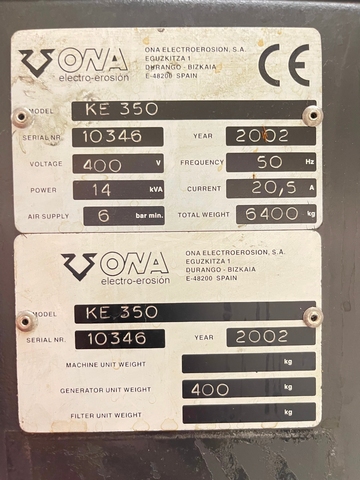 ONA
electro-erosión
ONA ELECTROEROSION, S.A.
EGUZKITZA 1
DURANGO - BIZKAIA
E-48200 SPAIN
CE
MODEL KE 350
SERIAL NR. 10346 YEAR 2002
VOLTAGE 400 V FREQUENCY 50 Hz
POWER 14 kVA CURRENT 20,5 A
AIR SUPPLY 6 bar min. TOTAL WEIGHT 6400 kg
ONA
electro-erosión
ONA ELECTROEROSION, S.A.
EGUZKITZA 1
DURANGO - BIZKAIA
E-48200 SPAIN
MODEL KE 350
SERIAL NR. 10346 YEAR 2002
MACHINE UNIT WEIGHT kg
GENERATOR UNIT WEIGHT 400 kg
FILTER UNIT WEIGHT kg